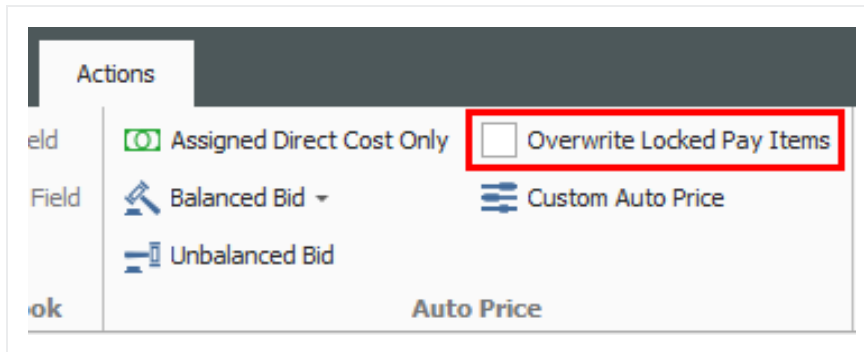 Actions
eld
Assigned Direct Cost Only
Overwrite Locked Pay Items
Field
Balanced Bid
Custom Auto Price
Unbalanced Bid
ok
Auto Price